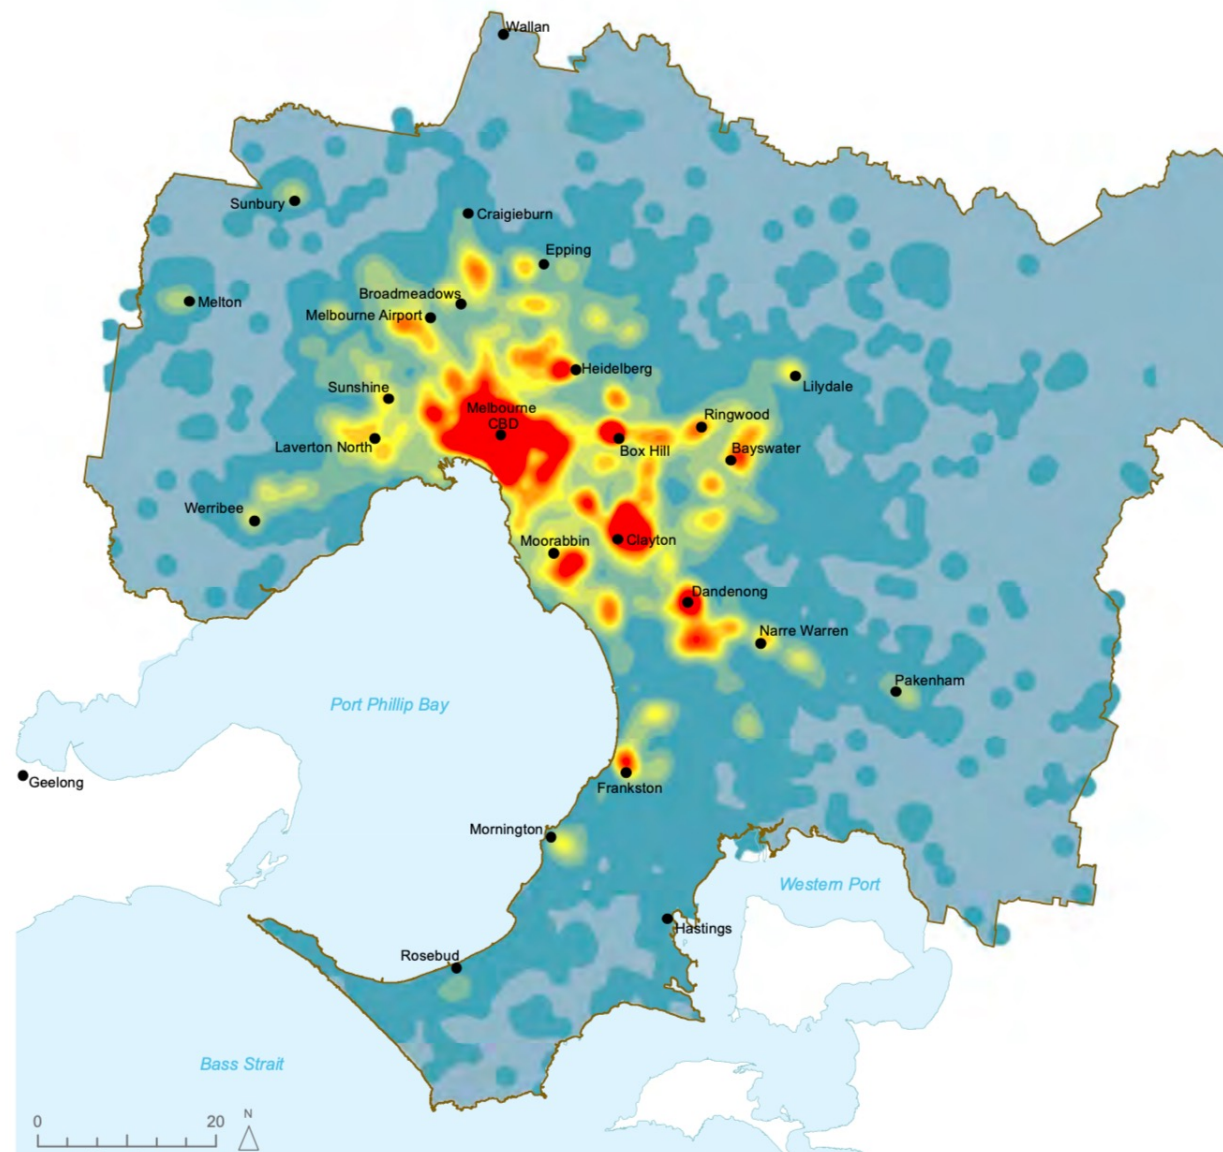 Wallan
Sunbury
Craigieburn
Epping
Melton
Broadmeadows
Melbourne Airport
Heidelberg
Lilydale
Sunshine
Melbourne
CBD
Ringwood
Laverton North
Box Hill
Bayswater
Werribee
Moorabbin
Clayton
Dandenong
Narre Warren
Pakenham
Port Phillip Bay
Geelong
Frankston
Mornington
Western Port
Hastings
Rosebud
Bass Strait
0
20
N